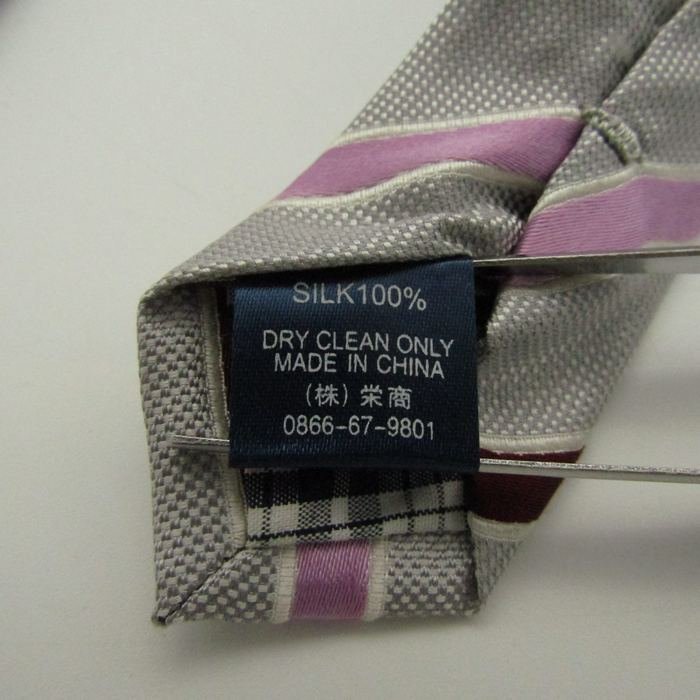 SILK100%
DRY CLEAN ONLY
MADE IN CHINA
(株)栄商
0866-67-9801